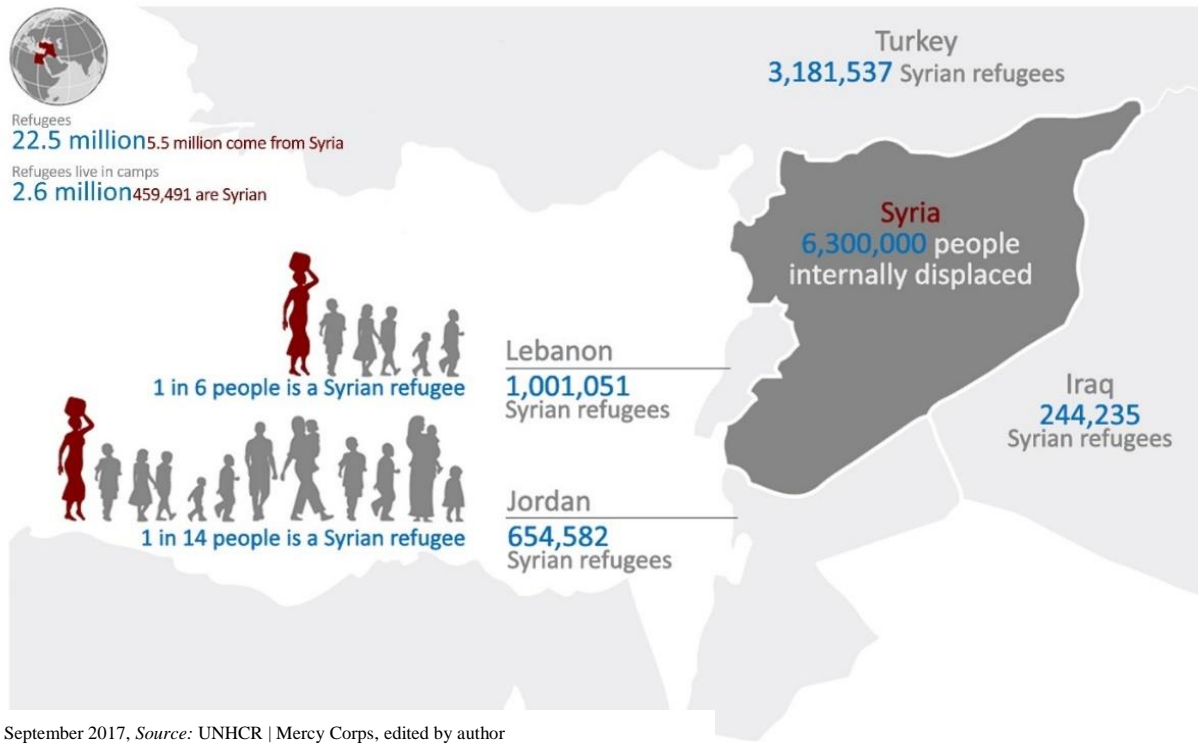 Refugees
22.5 million5.5 million come from Syria
Refugees live in camps
2.6 million459,491 are Syrian
Turkey
3,181,537 Syrian refugees
Syria
6,300,000 people
internally displaced
1 in 6 people is a Syrian refugee
Lebanon
1,001,051
Syrian refugees
Iraq
244,235
Syrian refugees
1 in 14 people is a Syrian refugee
Jordan
654,582
Syrian refugees
September 2017, Source: UNHCR | Mercy Corps, edited by author